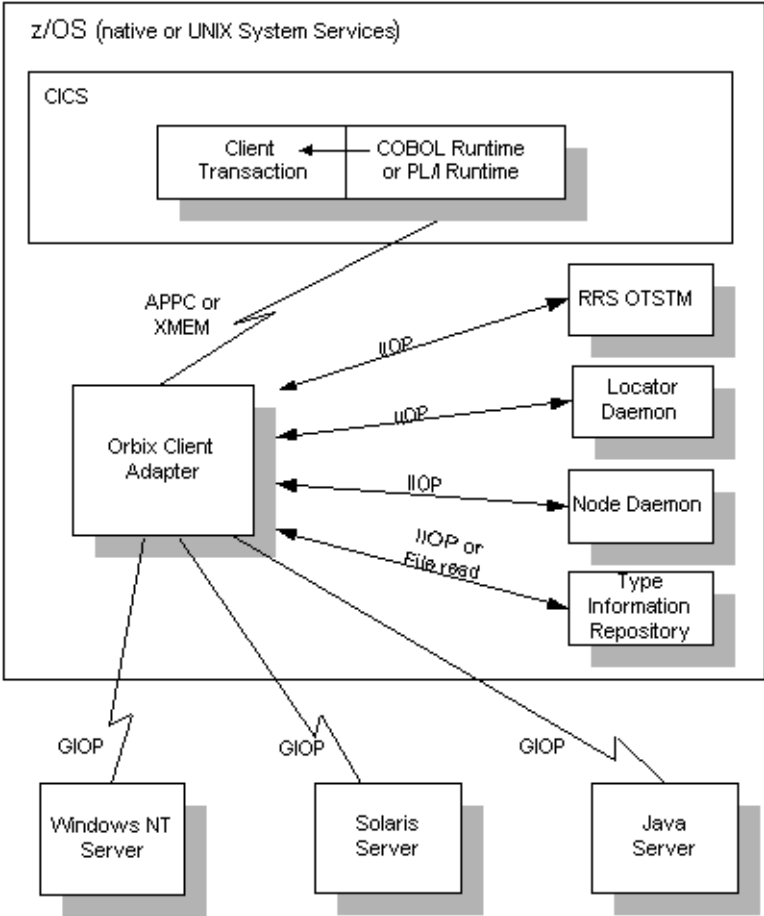 z/OS (native or UNIX System Services)
CICS
Client
Transaction
COBOL Runtime
or PL/I Runtime
APPC or
XMEM
RRS OTSTM
IIOP
Locator
Daemon
IIOP
Orbix Client
Adapter
IIOP
Node Daemon
IIOP or
File read
Type
Information
Repository
GIOP
GIOP
GIOP
Windows NT
Server
Solaris
Server
Java
Server